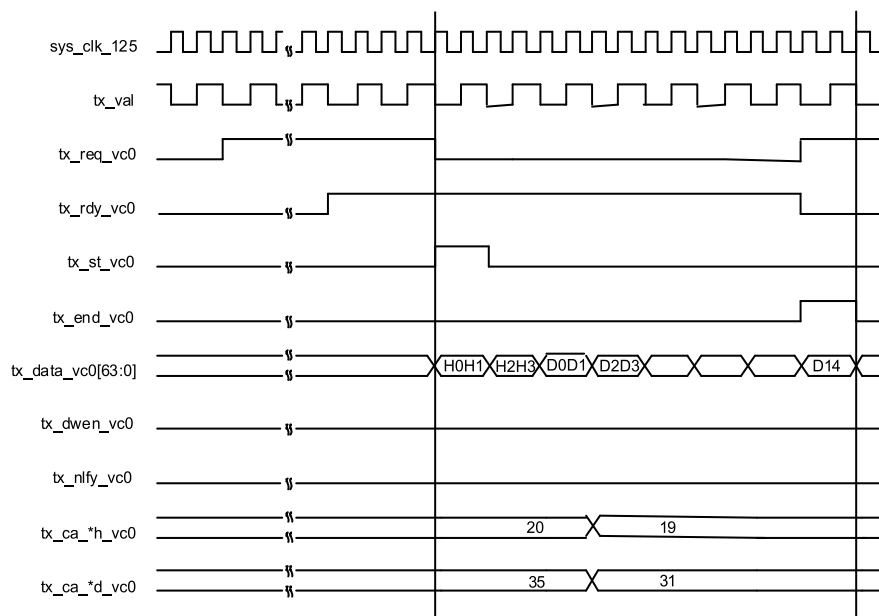 sys_clk_125
tx_val
tx_req_vc0
tx_rdy_vc0
tx_st_vc0
tx_end_vc0
tx_data_vc0[63:0] H0H1 H2H3 D0D1 D2D3 D14
tx_dwen_vc0
tx_nlfy_vc0
tx_ca_*h_vc0 20 19
tx_ca_*d_vc0 35 31